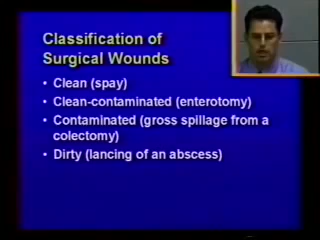 Classification of
Surgical Wounds
• Clean (spay)
• Clean-contaminated (enterotomy)
• Contaminated (gross spillage from a
colectomy)
• Dirty (lancing of an abscess)